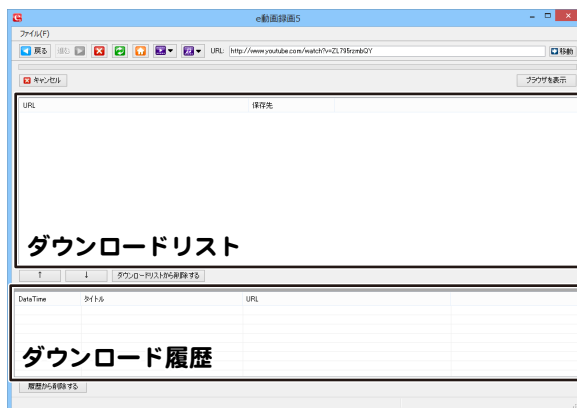 e動画録画5
ファイル(F)
戻る 進む URL: http://www.youtube.com/watch?v=ZL795rzmbQY 移動
キャンセル ブラウザを表示
URL 保存先
ダウンロードリスト
↑ ↓ ダウンロードリストから削除する
DataTime タイトル URL
ダウンロード履歴
履歴から削除する